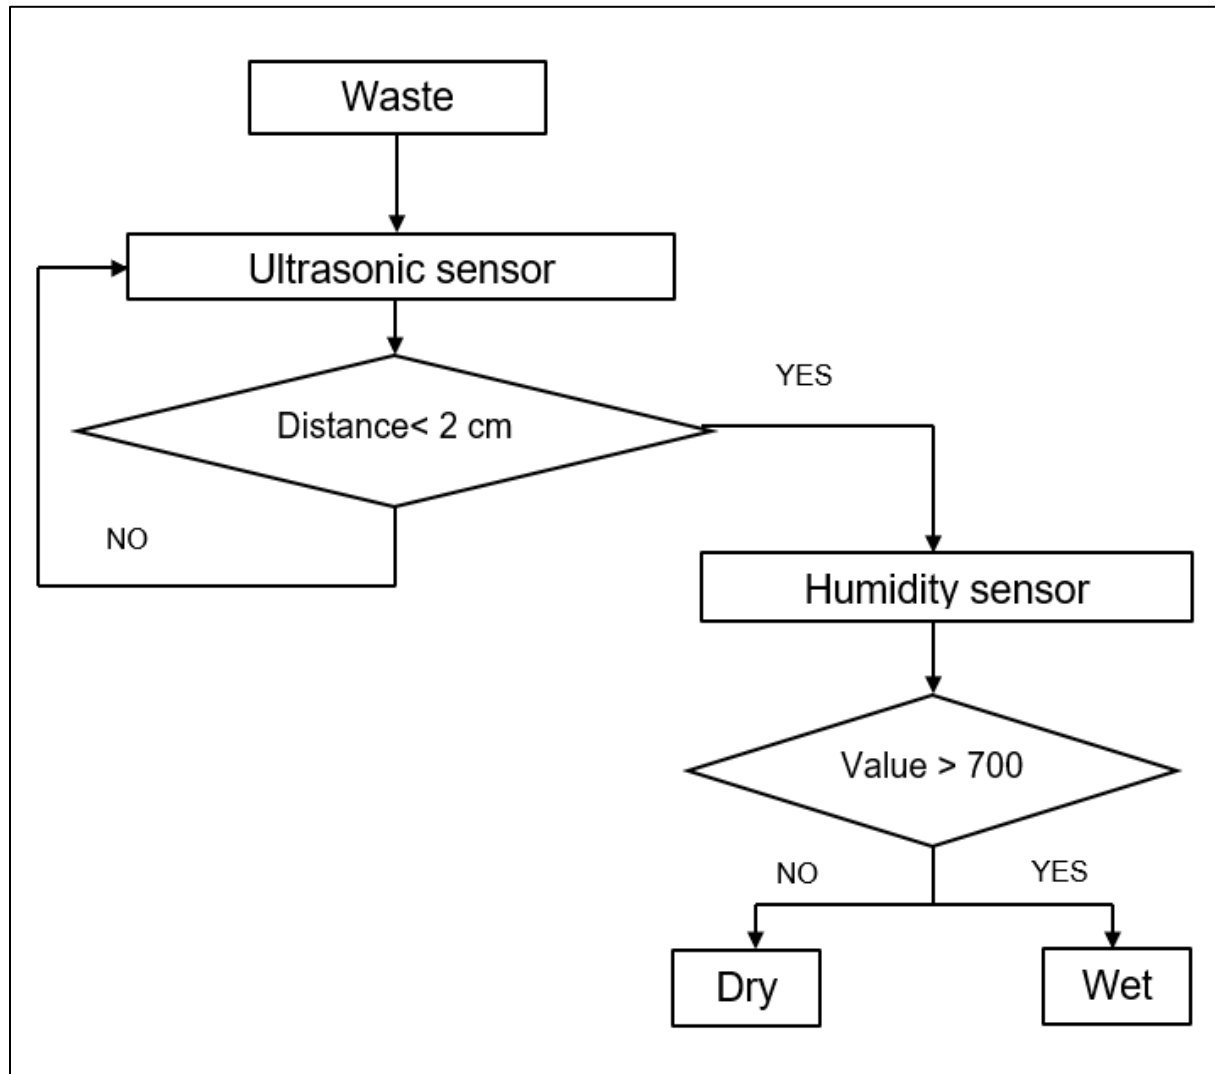 Waste
Ultrasonic sensor
Distance< 2 cm
YES
NO
Humidity sensor
Value > 700
NO
YES
Dry
Wet